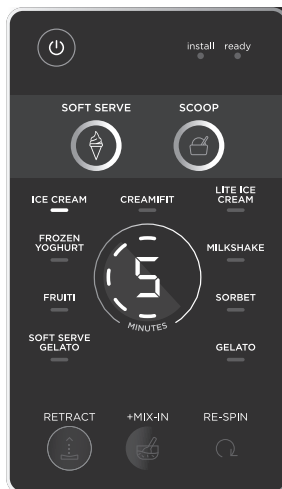 install ready
SOFT SERVE SCOOP
ICE CREAM CREAMIFIT LITE ICE
CREAM
FROZEN
YOGHURT
MILKSHAKE
5
FRUITI SORBET
MINUTES
SOFT SERVE
GELATO
GELATO
RETRACT +MIX-IN RE-SPIN